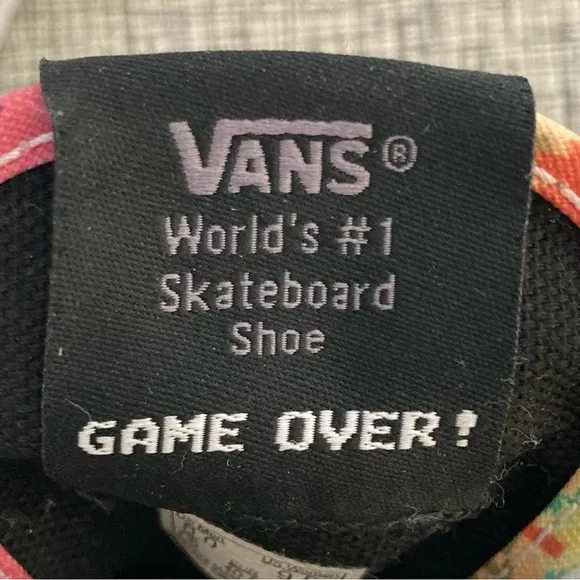 VANS®
World's #1
Skateboard
Shoe
GAME OVER!